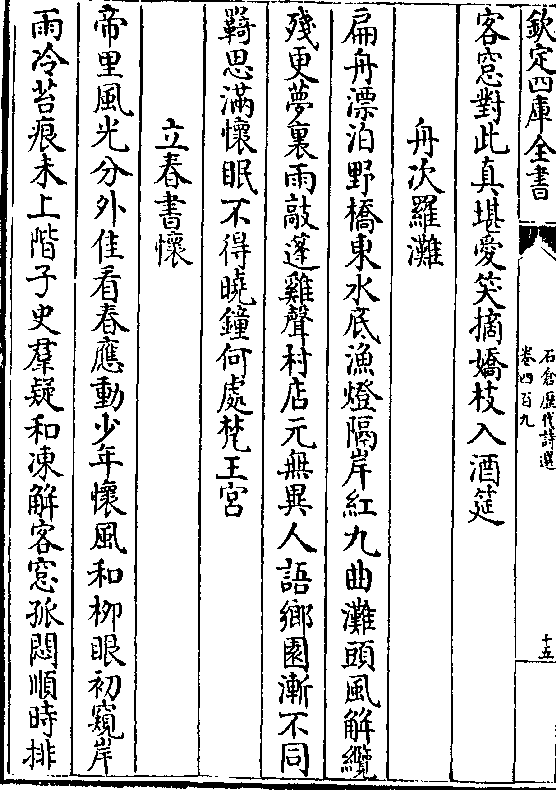 欽定四庫全書
石倉歷代詩選
卷四百九
十五
客窓對此真堪愛笑摘嬌枝入酒筵
舟次羅灘
扁舟漂泊野橋東水底漁燈隔岸紅九曲灘頭風解纜
殘更夢裏雨敲蓬雞聲村店元無異人語鄉園漸不同
羇思滿懷眠不得曉鐘何處梵王宮
立春書懷
帝里風光分外佳看春應動少年懷風和柳眼初窺岸
雨冷苔痕未上階子史羣疑和凍解客窓孤悶順時排